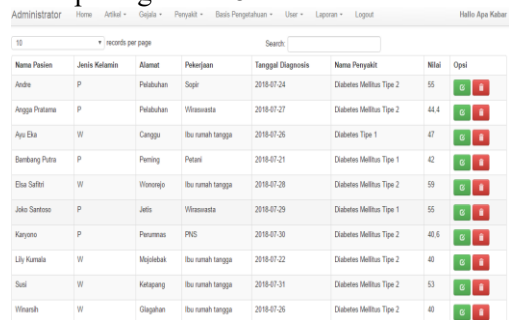 Administrator Home Artikel Gejala Penyakit Basis Pengetahuan User Laporan Logout Hallo Apa Kabar
10 records per page Search:
Nama Pasien Jenis Kelamin Alamat Pekerjaan Tanggal Diagnosis Nama Penyakit Nilai Opsi
Andre P Pelabuhan Sopir 2018-07-24 Diabetes Mellitus Tipe 2 55
Angga Pratama P Pelabuhan Wiraswasta 2018-07-27 Diabetes Mellitus Tipe 2 44,4
Ayu Eka W Canggu Ibu rumah tangga 2018-07-26 Diabetes Tipe 1 47
Bambang Putra P Perning Petani 2018-07-21 Diabetes Mellitus Tipe 1 42
Elsa Safitri W Wonorejo Ibu rumah tangga 2018-07-28 Diabetes Mellitus Tipe 2 59
Joko Santoso P Jetis Wiraswasta 2018-07-29 Diabetes Mellitus Tipe 1 55
Karyono P Perumnas PNS 2018-07-30 Diabetes Mellitus Tipe 2 40,6
Lily Kumala W Mojolebak Ibu rumah tangga 2018-07-22 Diabetes Mellitus Tipe 2 40
Susi W Ketapang Ibu rumah tangga 2018-07-31 Diabetes Mellitus Tipe 2 53
Winarsih W Glagahan Ibu rumah tangga 2018-07-26 Diabetes Mellitus Tipe 2 40